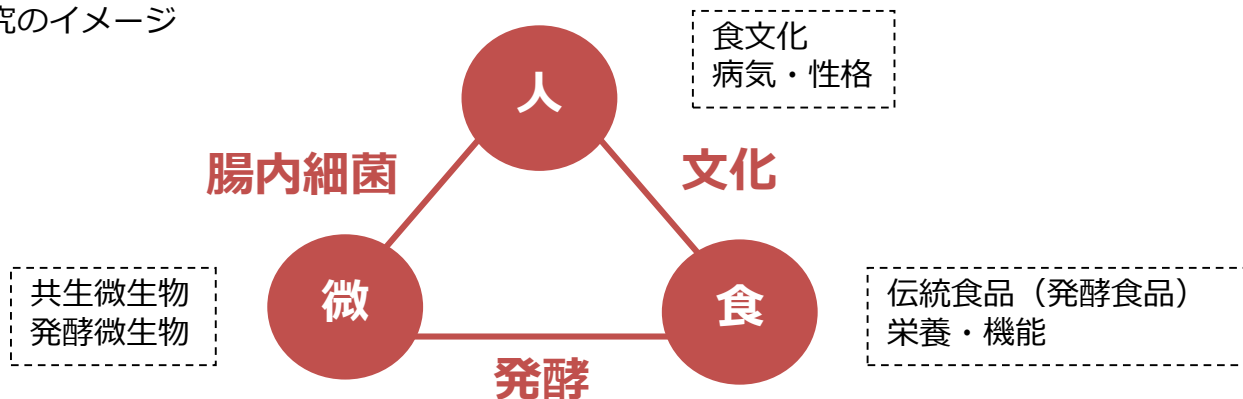 究のイメージ
食文化
病気・性格
人
腸内細菌
文化
共生微生物
発酵微生物
微
食
伝統食品（発酵食品）
栄養・機能
発酵